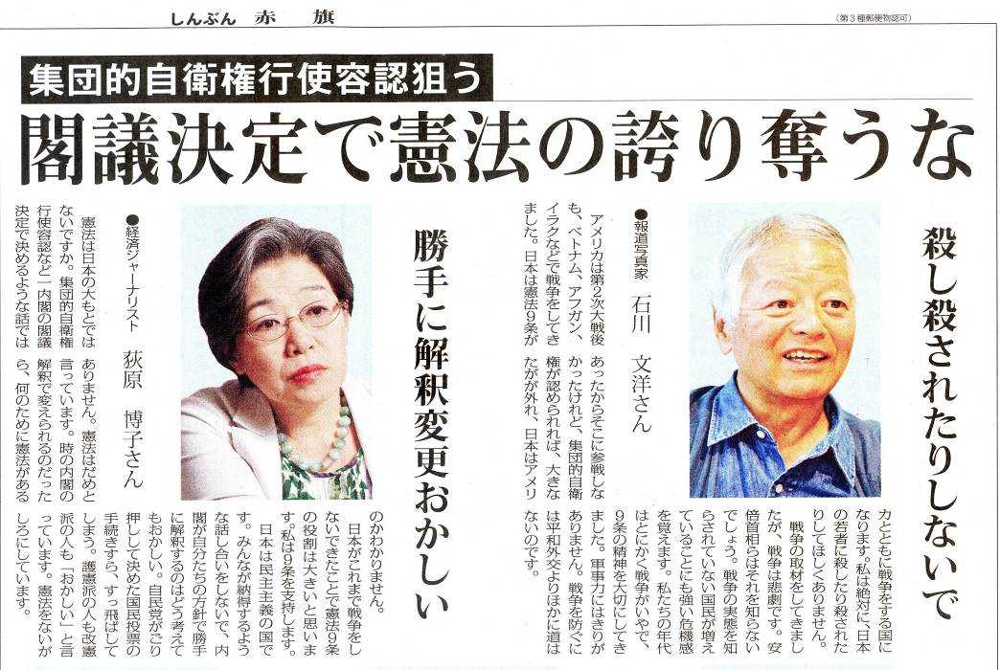 しんぶん 赤旗
(第3種郵便物認可)
集団的自衛権行使容認狙う
閣議決定で憲法の誇り奪うな
殺し殺されたりしないで
●報道写真家 石川 文洋さん
アメリカは第2次大戦後
も、ベトナム、アフガン、
イラクなどで戦争をしてき
ました。日本は憲法9条が
あったからそこに参戦しな
かったけれど、集団的自衛
権が認められれば、大きな
たがが外れ、日本はアメリ
カとともに戦争をする国に
なります。私は絶対に、日本
の若者に殺したり殺された
りしてほしくありません。
戦争の取材をしてきまし
たが、戦争は悲劇です。安
倍首相らはそれを知らない
でしょう。戦争の実態を知
らされていない国民が増え
ていることにも強い危機感
を覚えます。私たちの年代
はとにかく戦争がいやで、
9条の精神を大切にしてき
ました。軍事力にはきりが
ありません。戦争を防ぐに
は平和外交よりほかに道は
ないのです。
勝手に解釈変更おかしい
●経済ジャーナリスト 荻原 博子さん
憲法は日本の大もとでは
ないですか。集団的自衛権
行使容認など一内閣の閣議
決定で決めるような話では
ありません。憲法はだめと
言っています。時の内閣の
解釈で変えられるのだった
ら、何のために憲法がある
のかわかりません。
日本がこれまで戦争をし
ないできたことで憲法9条
の役割は大きいと思いま
す。私は9条を支持します。
日本は民主主義の国で
す。みんなが納得するよう
な話し合いをしないで、内
閣が自分たちの方針で勝手
に解釈するのはどう考えて
もおかしい。自民党がごり
押しして決めた国民投票の
手続きすら、すっ飛ばして
しまう。護憲派の人も改憲
派の人も「おかしい」と言
っています。憲法をないが
しろにしています。